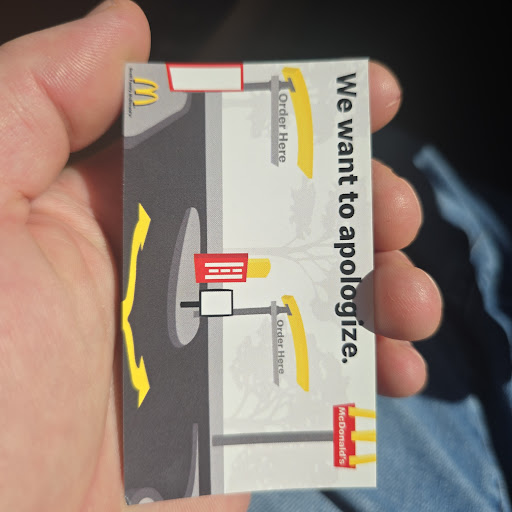 We want to apologize.
Order Here
Order Here
McDonald's